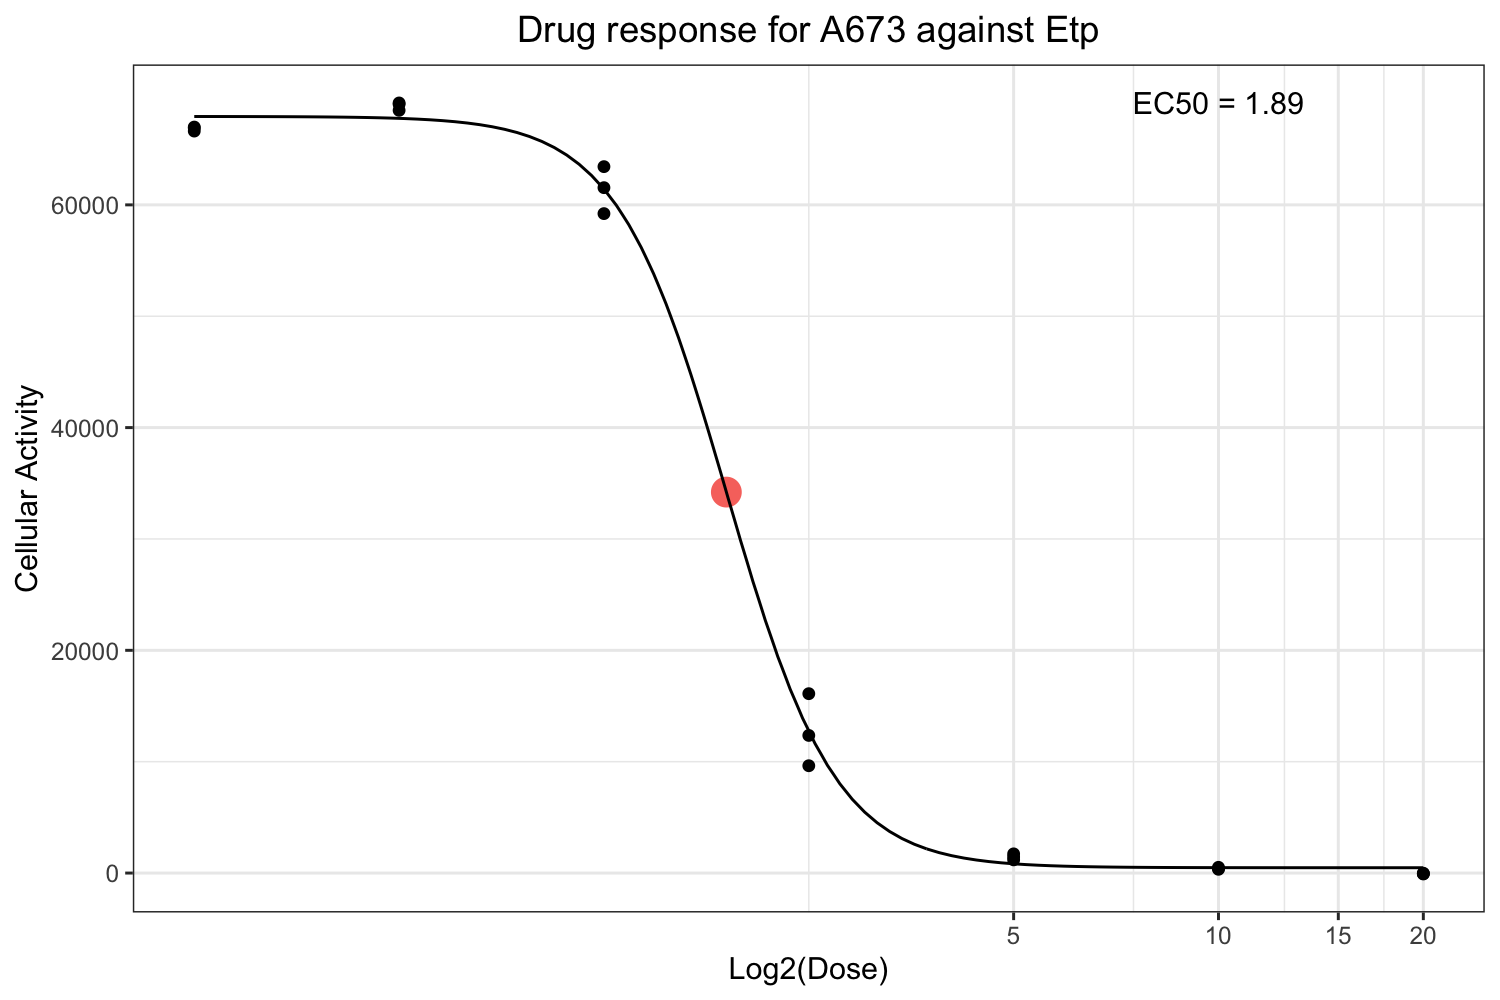 Drug response for A673 against Etp
EC50 = 1.89
Cellular Activity
60000
40000
20000
0
5 10 15 20
Log2(Dose)